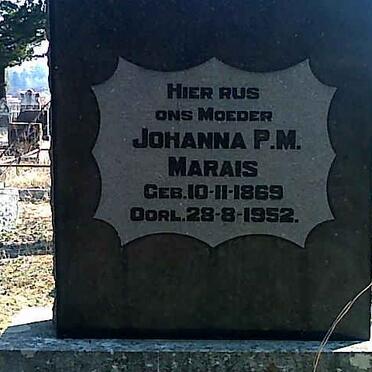 HIER RUS
ONS MOEDER
JOHANNA P.M.
MARAIS
GEB. 10-11-1869
OORL. 28-8-1952.